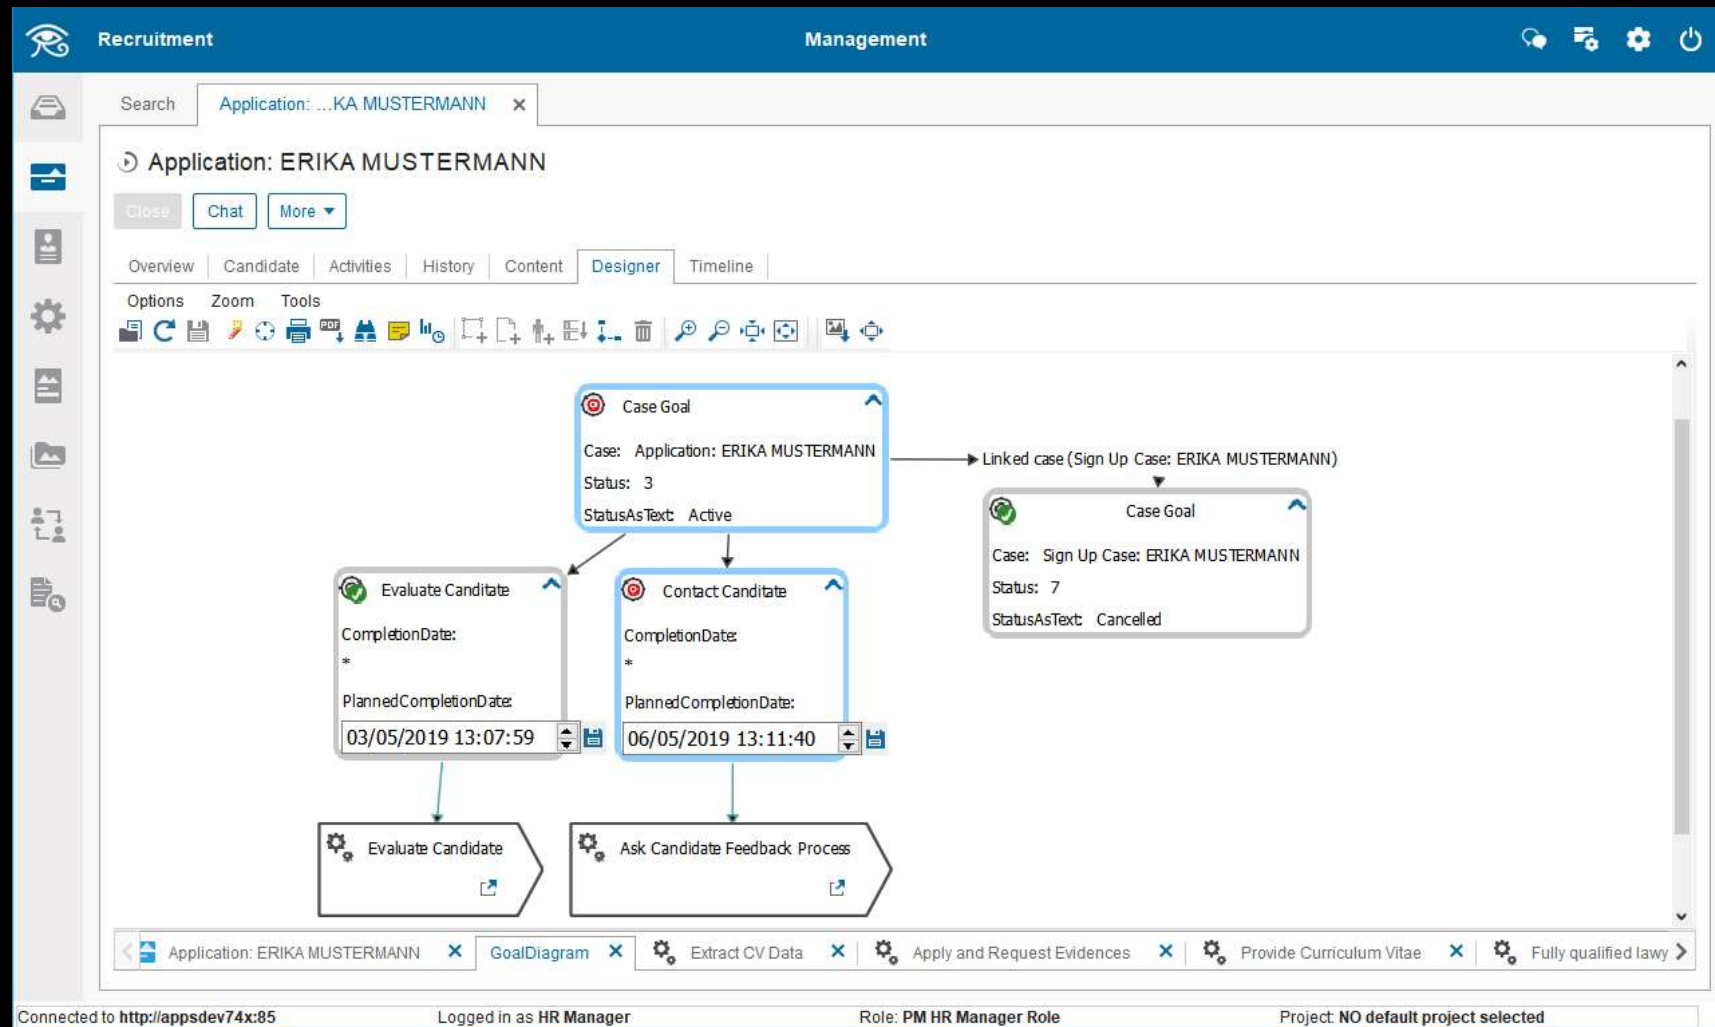 Recruitment
Management
Search
Application: ...KA MUSTERMANN
Application: ERIKA MUSTERMANN
Close
Chat
More
Overview
Candidate
Activities
History
Content
Designer
Timeline
Options
Zoom
Tools
PDF
Case Goal
Case: Application: ERIKA MUSTERMANN
Status: 3
StatusAsText: Active
Linked case (Sign Up Case: ERIKA MUSTERMANN)
Case Goal
Case: Sign Up Case: ERIKA MUSTERMANN
Status: 7
StatusAsText: Cancelled
Evaluate Canditate
CompletionDate:
*
PlannedCompletionDate:
03/05/2019 13:07:59
Contact Canditate
CompletionDate:
*
PlannedCompletionDate:
06/05/2019 13:11:40
Evaluate Candidate
Ask Candidate Feedback Process
Application: ERIKA MUSTERMANN
GoalDiagram
Extract CV Data
Apply and Request Evidences
Provide Curriculum Vitae
Fully qualified lawy
Connected to http://appsdev74x:85
Logged in as HR Manager
Role: PM HR Manager Role
Project: NO default project selected